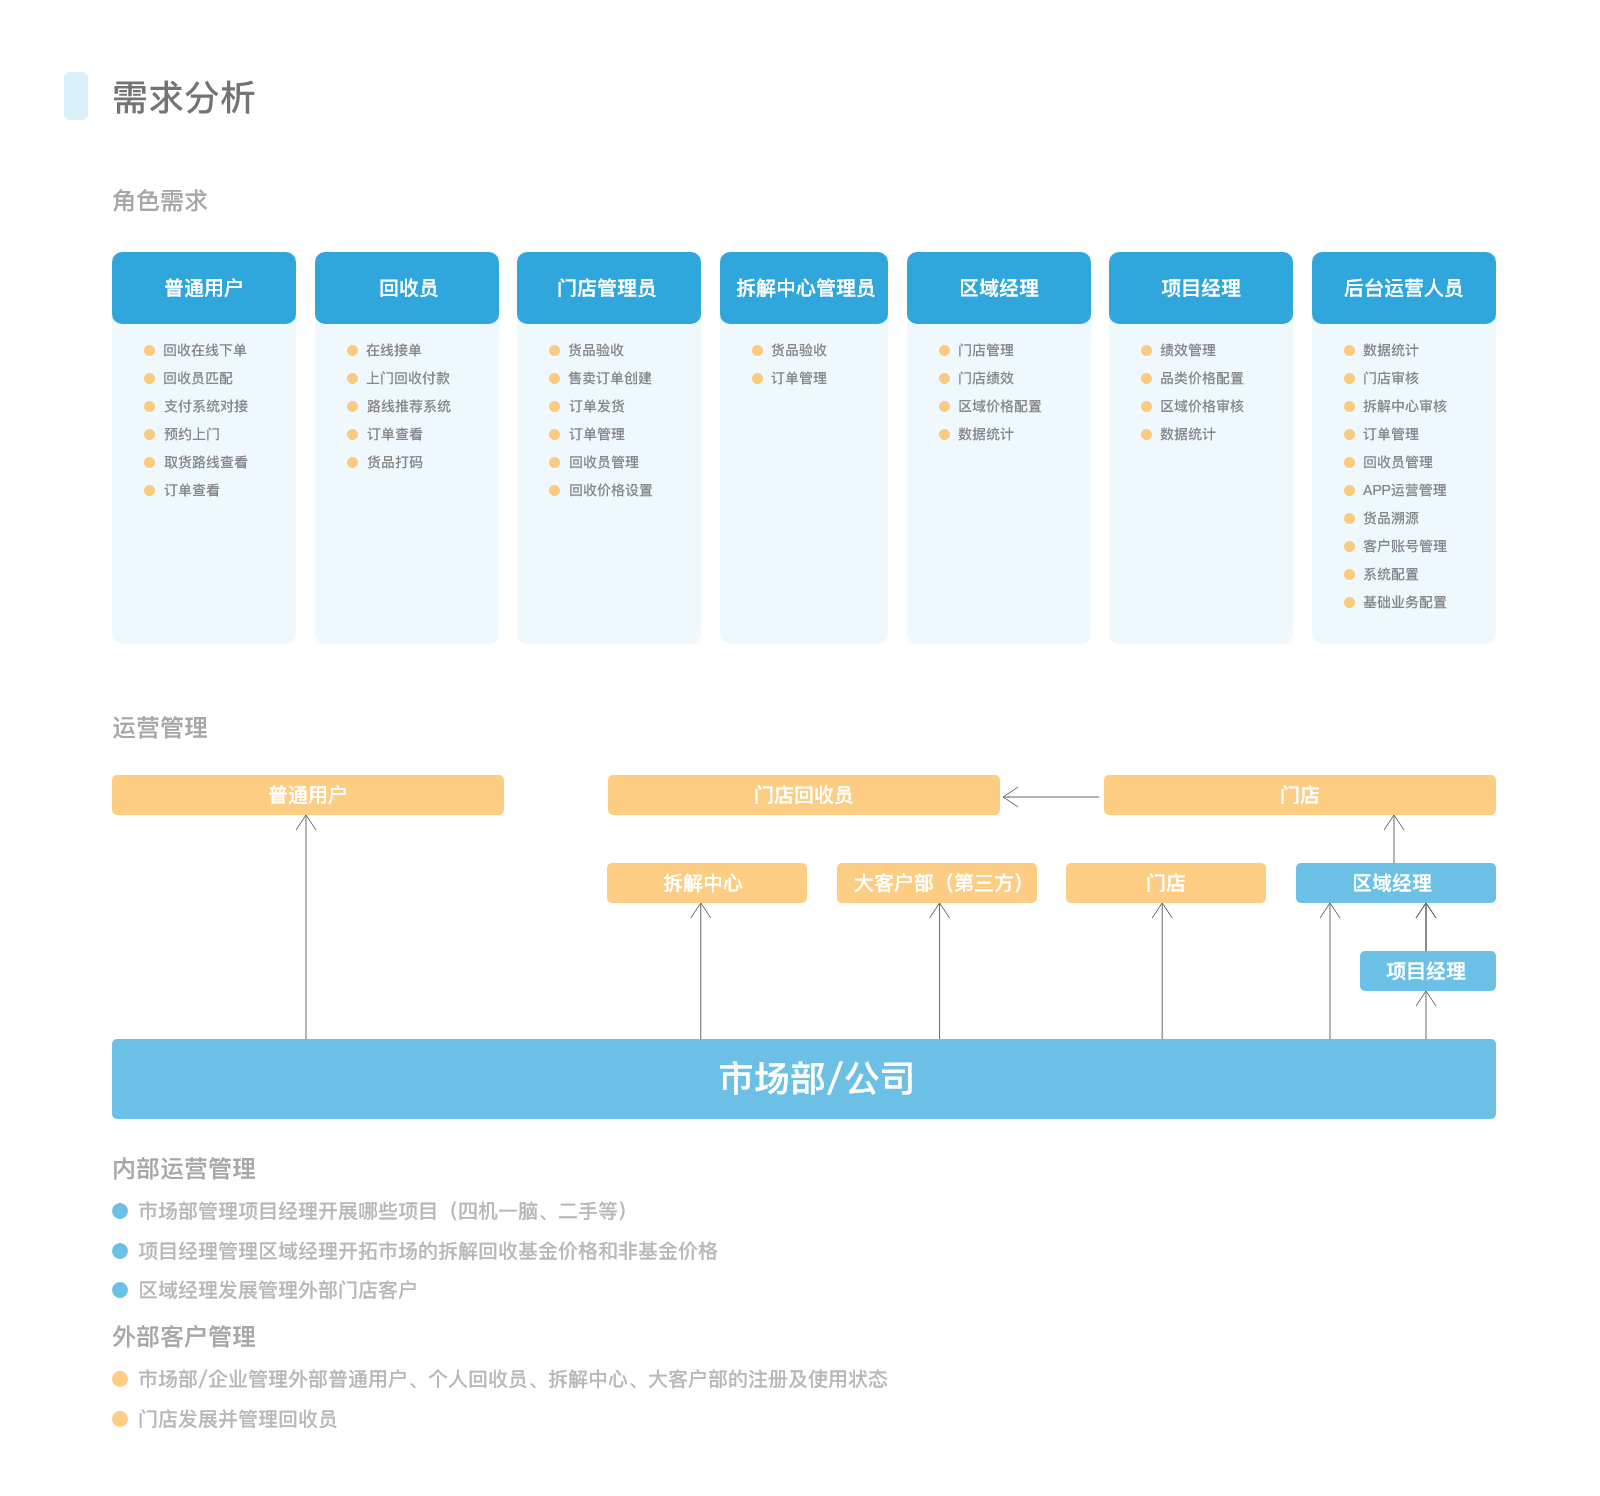 需求分析
角色需求
普通用户
回收在线下单
回收员匹配
支付系统对接
预约上门
取货路线查看
订单查看
回收员
在线接单
上门回收付款
路线推荐系统
订单查看
货品打码
门店管理员
货品验收
售卖订单创建
订单发货
订单管理
回收员管理
回收价格设置
拆解中心管理员
货品验收
订单管理
区域经理
门店管理
门店绩效
区域价格配置
数据统计
项目经理
绩效管理
品类价格配置
区域价格审核
数据统计
后台运营人员
数据统计
门店审核
拆解中心审核
订单管理
回收员管理
APP运营管理
货品溯源
客户账号管理
系统配置
基础业务配置
运营管理
普通用户
门店回收员
门店
拆解中心
大客户部（第三方）
门店
区域经理
项目经理
市场部/公司
内部运营管理
市场部管理项目经理开展哪些项目（四机一脑、二手等）
项目经理管理区域经理开拓市场的拆解回收基金价格和非基金价格
区域经理发展管理外部门店客户
外部客户管理
市场部/企业管理外部普通用户、个人回收员、拆解中心、大客户部的注册及使用状态
门店发展并管理回收员